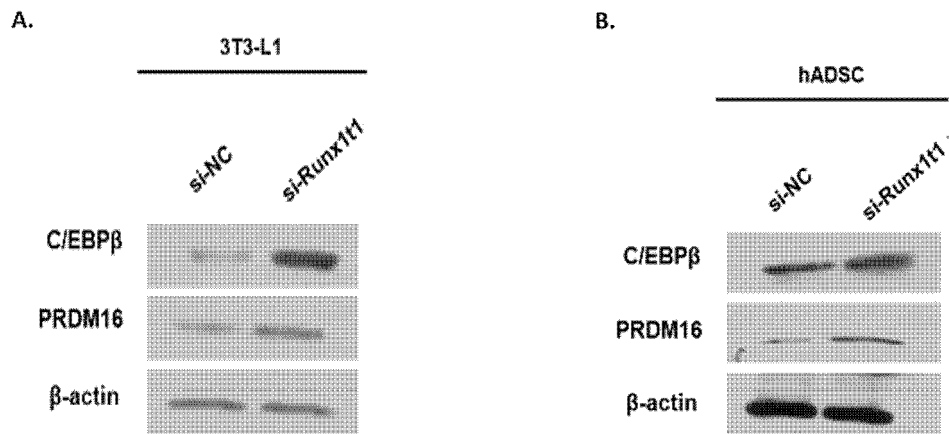 A.
3T3-L1
si-NC
si-Runx1t1
C/EBPβ
PRDM16
β-actin
B.
hADSC
si-NC
si-Runx1t1
C/EBPβ
PRDM16
β-actin